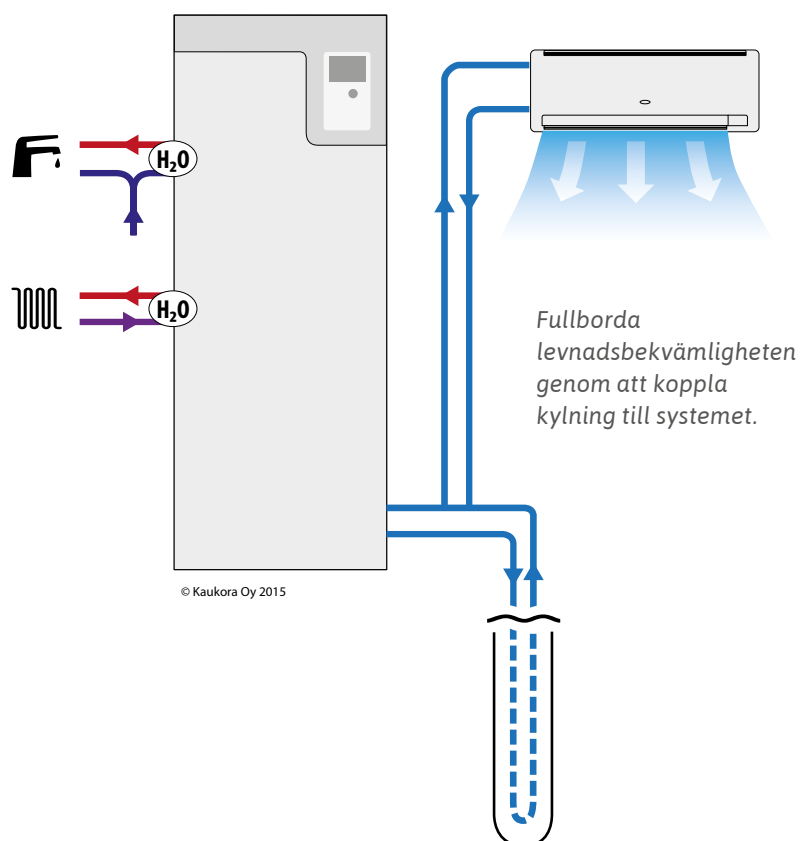 H₂O
H₂O
Fullborda
levnadsbekvämligheten
genom att koppla
kylning till systemet.
© Kaukora Oy 2015